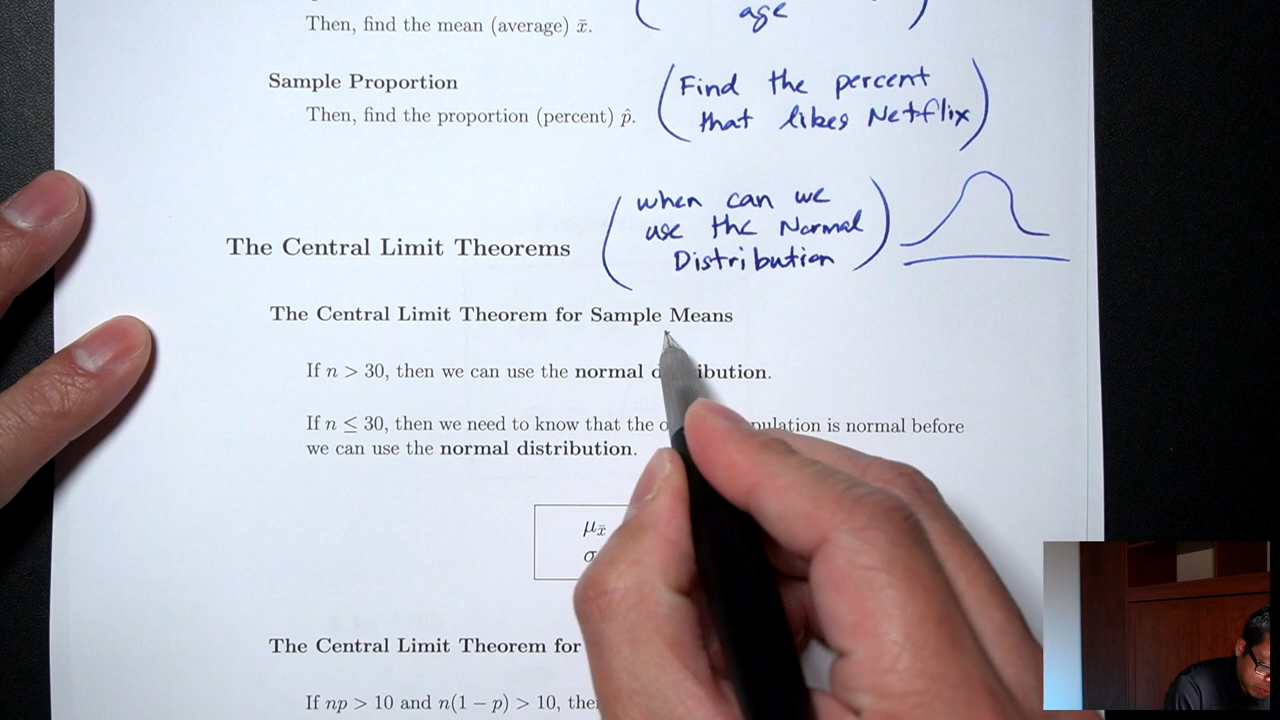 Then, find the mean (average) x̄.
age
Sample Proportion
Then, find the proportion (percent) p̂.
(Find the percent
that likes Netflix)
(when can we
use the Normal
Distribution)
The Central Limit Theorems
The Central Limit Theorem for Sample Means
If n > 30, then we can use the normal
If n ≤ 30, then we need to know that the is normal before
we can use the normal distribution.
μx̄
σ
The Central Limit Theorem for
If np > 10 and n(1 − p) > 10,